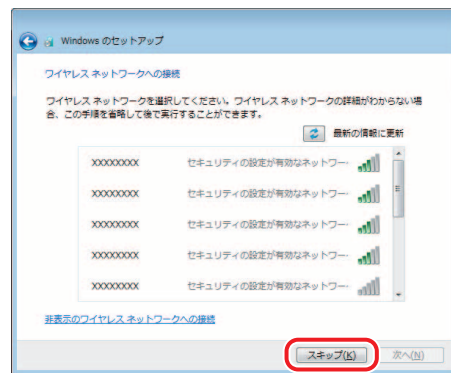 Windows のセットアップ
ワイヤレス ネットワークへの接続
ワイヤレス ネットワークを選択してください。ワイヤレス ネットワークの詳細がわからない場
合、この手順を省略して後で実行することができます。
最新の情報に更新
XXXXXXXX セキュリティの設定が有効なネットワー
XXXXXXXX セキュリティの設定が有効なネットワー
XXXXXXXX セキュリティの設定が有効なネットワー
XXXXXXXX セキュリティの設定が有効なネットワー
XXXXXXXX セキュリティの設定が有効なネットワー
非表示のワイヤレス ネットワークへの接続
スキップ(K) 次へ(N)